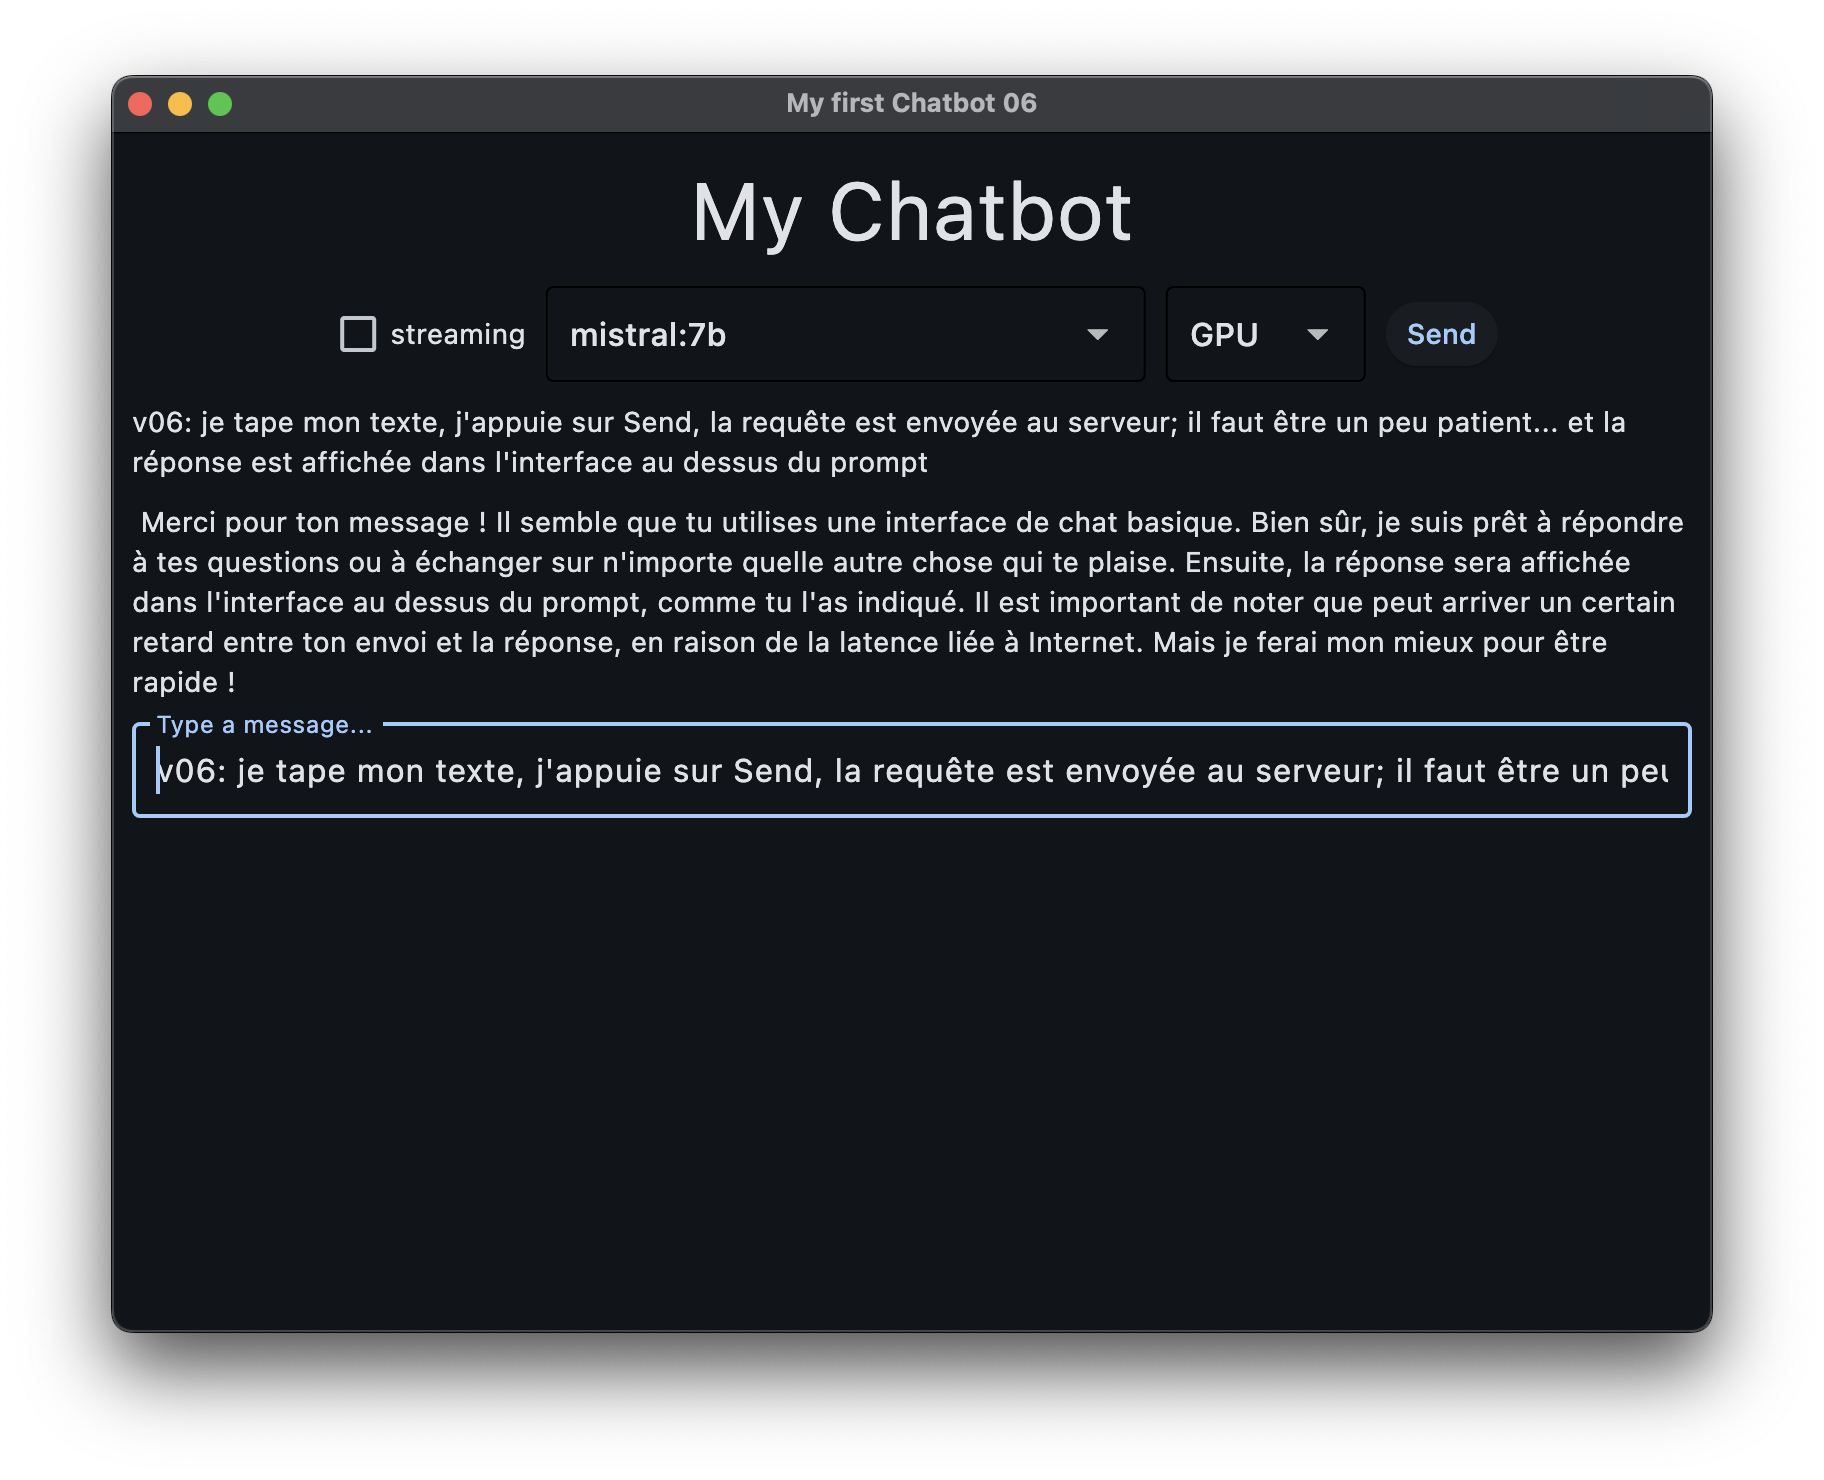 My first Chatbot 06
My Chatbot
streaming
mistral:7b
GPU
Send
v06: je tape mon texte, j'appuie sur Send, la requête est envoyée au serveur; il faut être un peu patient... et la
réponse est affichée dans l'interface au dessus du prompt
Merci pour ton message ! Il semble que tu utilises une interface de chat basique. Bien sûr, je suis prêt à répondre
à tes questions ou à échanger sur n'importe quelle autre chose qui te plaise. Ensuite, la réponse sera affichée
dans l'interface au dessus du prompt, comme tu l'as indiqué. Il est important de noter que peut arriver un certain
retard entre ton envoi et la réponse, en raison de la latence liée à Internet. Mais je ferai mon mieux pour être
rapide !
Type a message...
v06: je tape mon texte, j'appuie sur Send, la requête est envoyée au serveur; il faut être un peu